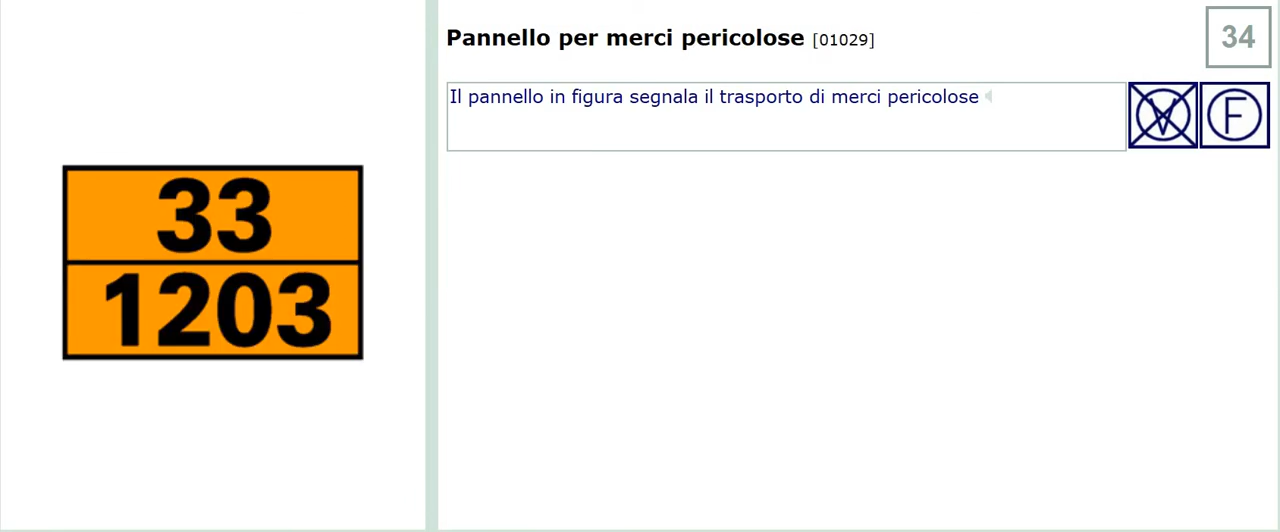 Pannello per merci pericolose [01029]
34
Il pannello in figura segnala il trasporto di merci pericolose
V
F
33
1203